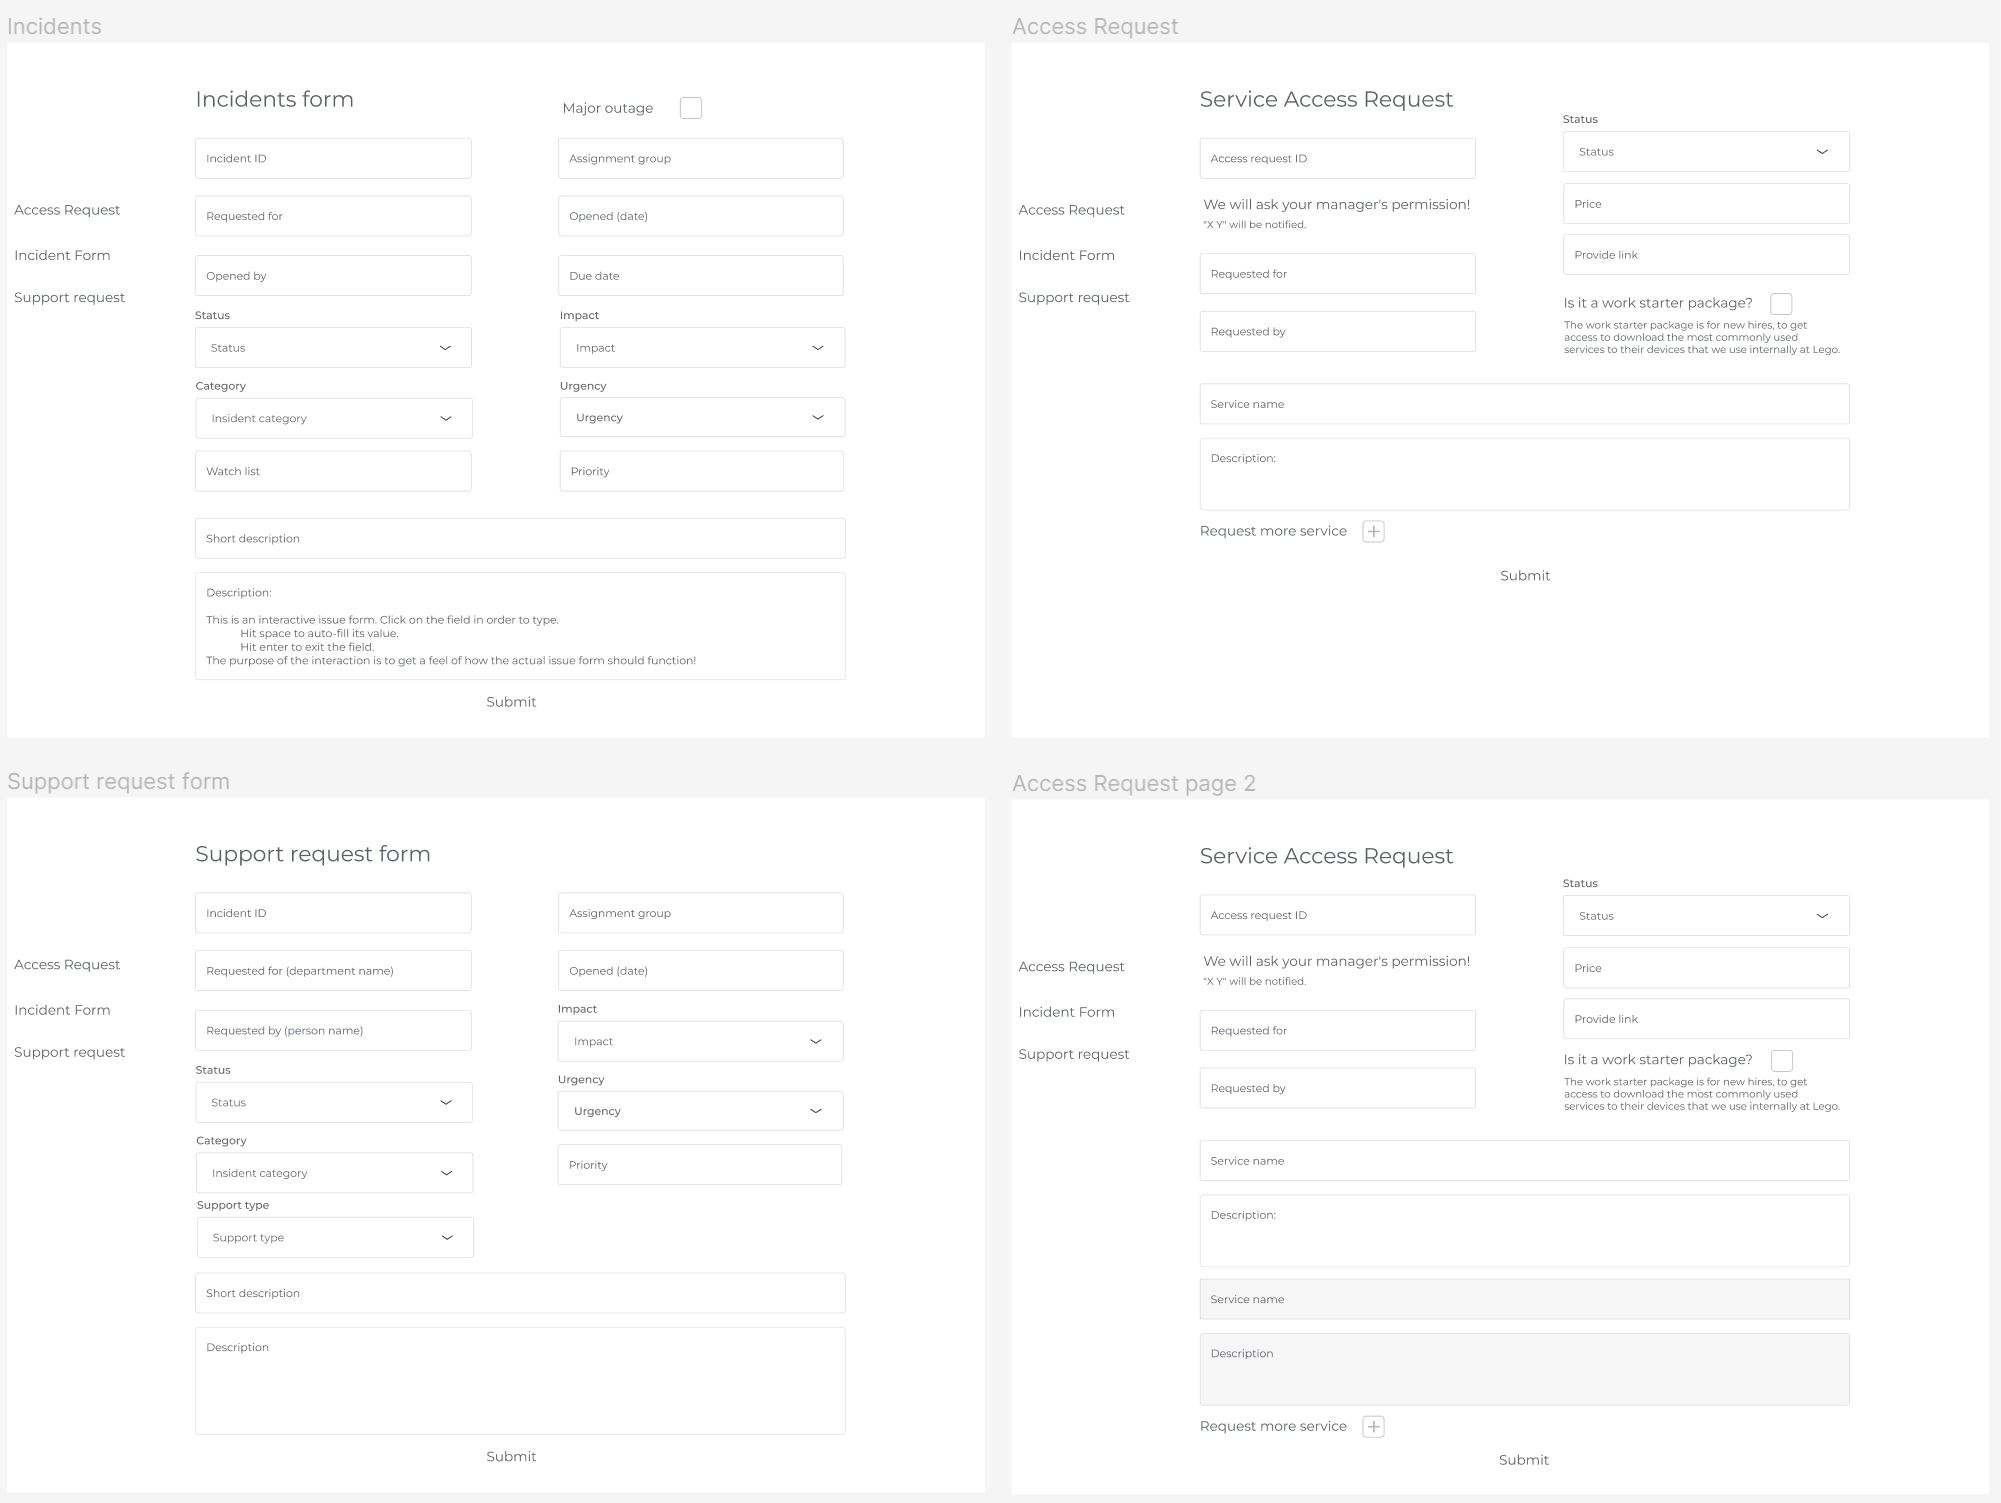 Incidents
Incidents form
Major outage
Incident ID
Assignment group
Access Request
Requested for
Opened (date)
Incident Form
Opened by
Due date
Support request
Status
Impact
Status
Impact
Category
Urgency
Insident category
Urgency
Watch list
Priority
Short description
Description:
This is an interactive issue form. Click on the field in order to type.
Hit space to auto-fill its value.
Hit enter to exit the field.
The purpose of the interaction is to get a feel of how the actual issue form should function!
Submit
Access Request
Service Access Request
Status
Access request ID
Status
Access Request
We will ask your manager's permission!
"X Y" will be notified.
Price
Incident Form
Requested for
Provide link
Support request
Requested by
Is it a work starter package?
The work starter package is for new hires, to get
access to download the most commonly used
services to their devices that we use internally at Lego.
Service name
Description:
Request more service
Submit
Support request form
Support request form
Incident ID
Assignment group
Access Request
Requested for (department name)
Opened (date)
Incident Form
Requested by (person name)
Impact
Impact
Support request
Status
Status
Urgency
Urgency
Category
Insident category
Priority
Support type
Support type
Short description
Description
Submit
Access Request page 2
Service Access Request
Status
Access request ID
Status
Access Request
We will ask your manager's permission!
"X Y" will be notified.
Price
Incident Form
Requested for
Provide link
Support request
Requested by
Is it a work starter package?
The work starter package is for new hires, to get
access to download the most commonly used
services to their devices that we use internally at Lego.
Service name
Description:
Service name
Description
Request more service
Submit